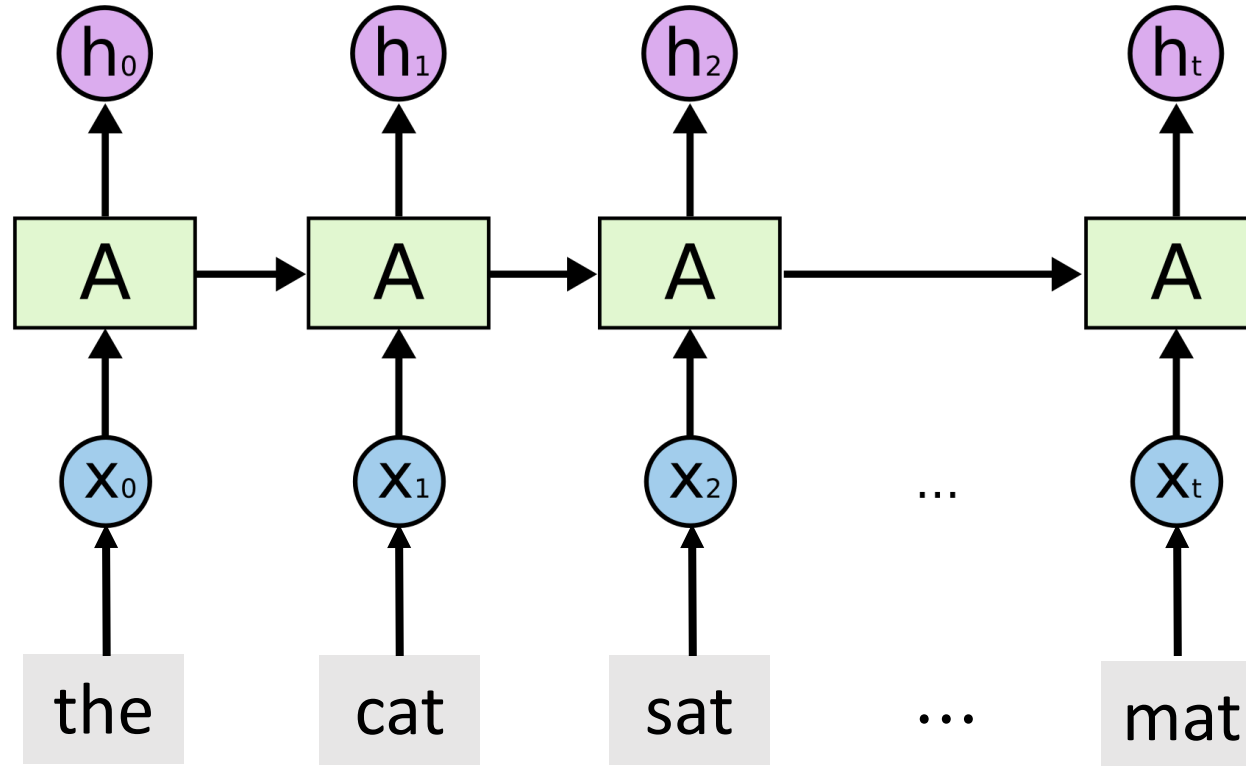 h₀ h₁ h₂ hₜ
A A A A
x₀ x₁ x₂ ... xₜ
the cat sat ... mat